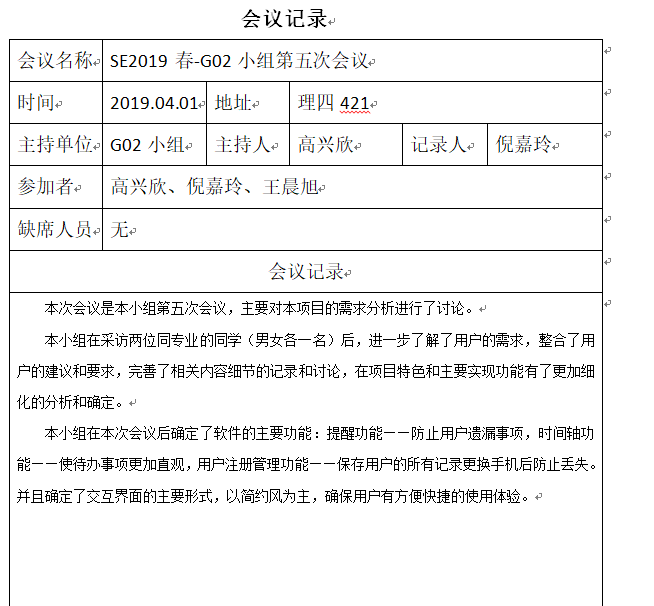 会议记录
会议名称 SE2019 春-G02 小组第五次会议
时间 2019.04.01 地址 理四 421
主持单位 G02 小组 主持人 高兴欣 记录人 倪嘉玲
参加者 高兴欣、倪嘉玲、王晨旭
缺席人员 无
会议记录
本次会议是本小组第五次会议，主要对本项目的需求分析进行了讨论。
本小组在采访两位同专业的同学（男女各一名）后，进一步了解了用户的需求，整合了用
户的建议和要求，完善了相关内容细节的记录和讨论，在项目特色和主要实现功能有了更加细
化的分析和确定。
本小组在本次会议后确定了软件的主要功能：提醒功能——防止用户遗漏事项，时间轴功
能——使待办事项更加直观，用户注册管理功能——保存用户的所有记录更换手机后防止丢失。
并且确定了交互界面的主要形式，以简约风为主，确保用户有方便快捷的使用体验。